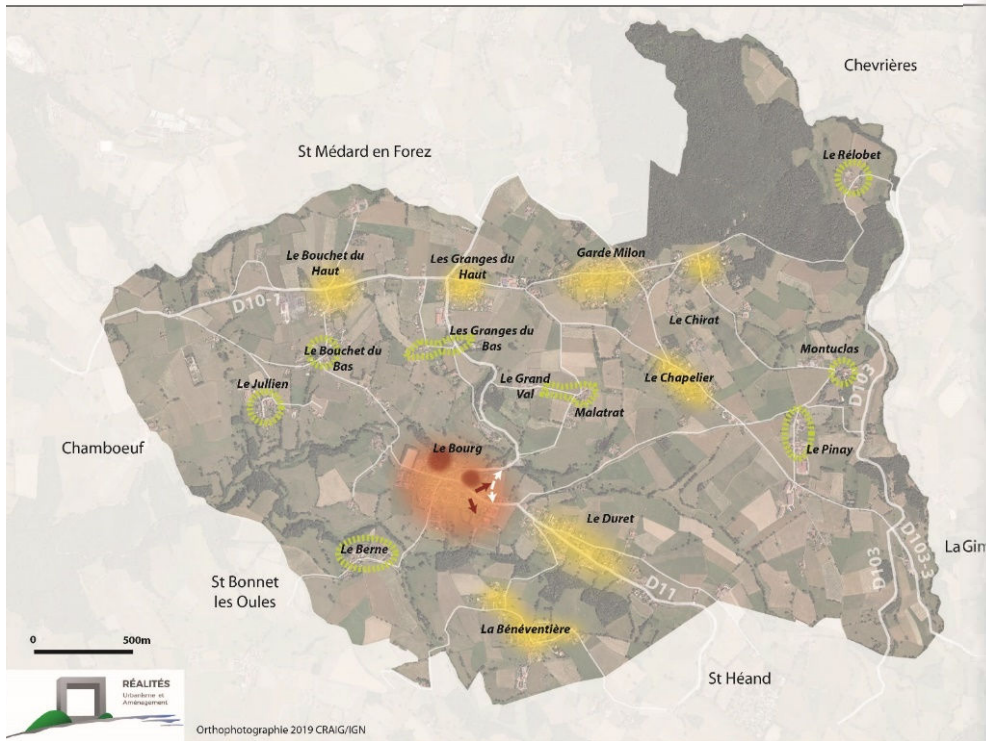 Chevrières
St Médard en Forez
Le Rélobet
Le Bouchet du
Haut
Les Granges du
Haut
Garde Milon
D10-1
Le Chirat
Les Granges du
Bas
Le Bouchet du
Bas
Montuclas
Le Jullien
Le Grand
Val
Le Chapelier
D103
Malatrat
Chamboeuf
Le Bourg
Le Pinay
Le Duret
Le Berne
La Gim
D103-3
D103
St Bonnet
les Oules
D11
La Bénéventière
0 500m
St Héand
RÉALITÉS
Urbanisme et
Aménagement
Orthophotographie 2019 CRAIG/IGN